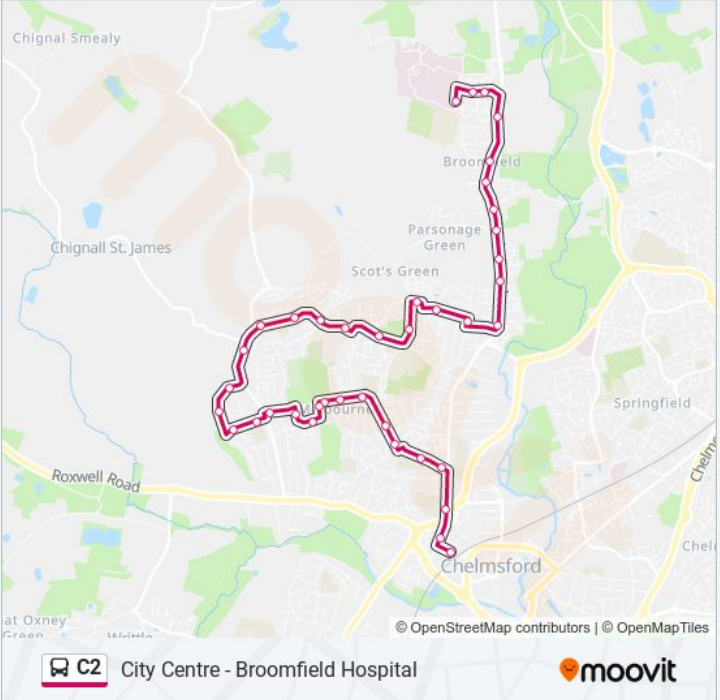 Chignal Smealy
Broomfield
Chignall St. James
Parsonage
Green
Scot's Green
Springfield
Roxwell Road
Chelmsford
© OpenStreetMap contributors | © OpenMapTiles
C2
City Centre - Broomfield Hospital
moovit